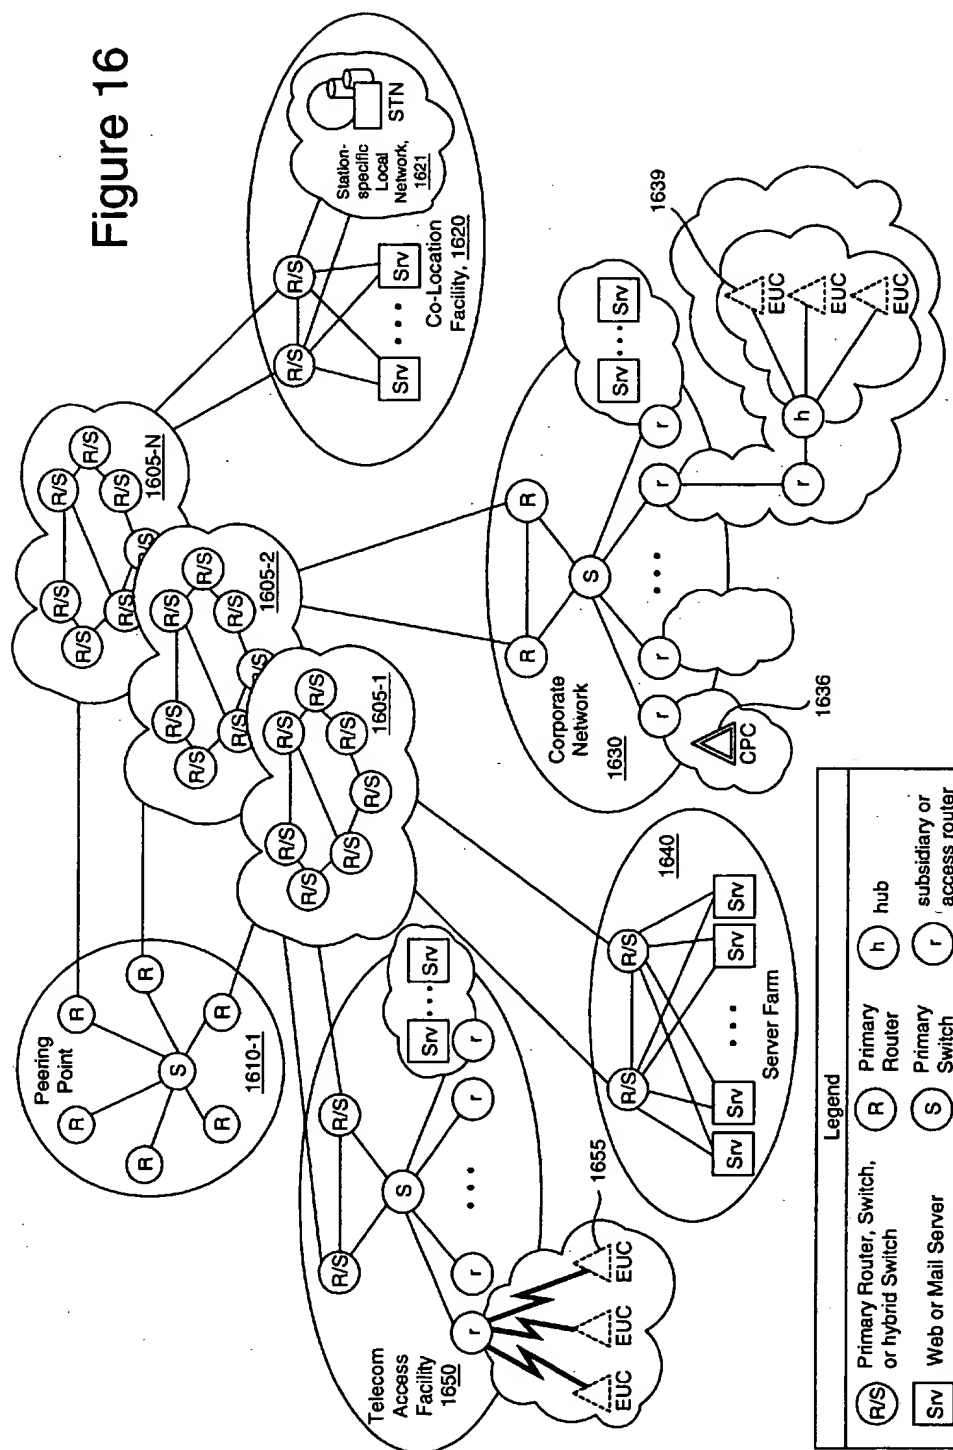 Figure 16
Peering
Point
R
R
R
R
R
R
S
1610-1
R/S
R/S
R/S
R/S
R/S
R/S
R/S
R/S
1605-N
R/S
R/S
R/S
R/S
R/S
R/S
R/S
R/S
1605-2
R/S
R/S
R/S
R/S
R/S
R/S
R/S
R/S
1605-1
R/S
R/S
Srv
Srv
Co-Location
Facility, 1620
Station-
specific
Local
Network,
1621
STN
Telecom
Access
Facility
1650
R/S
R/S
S
r
r
r
r
Srv
Srv
EUC
EUC
EUC
1655
1640
R/S
R/S
Srv
Srv
Srv
Srv
Server Farm
Corporate
Network
1630
R
R
S
r
r
r
r
r
h
Srv
Srv
CPC
1636
EUC
EUC
EUC
1639
Legend
R/S
Primary Router, Switch,
or hybrid Switch
R
Primary
Router
h
hub
Srv
Web or Mail Server
S
Primary
Switch
r
subsidiary or
access router